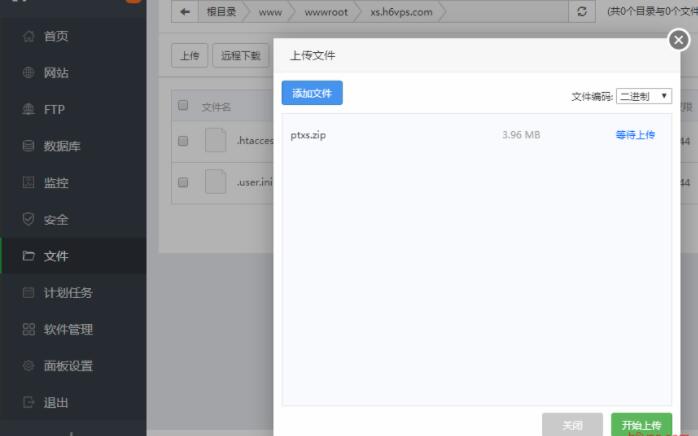 根目录 www wwwroot xs.h6vps.com
(共0个目录与0个文件
首页
网站
FTP
数据库
监控
安全
文件
计划任务
软件管理
面板设置
退出
上传 远程下载
文件名
.htacces
.user.ini
44
44
上传文件
添加文件
文件编码: 二进制
ptxs.zip 3.96 MB 等待上传
关闭 开始上传